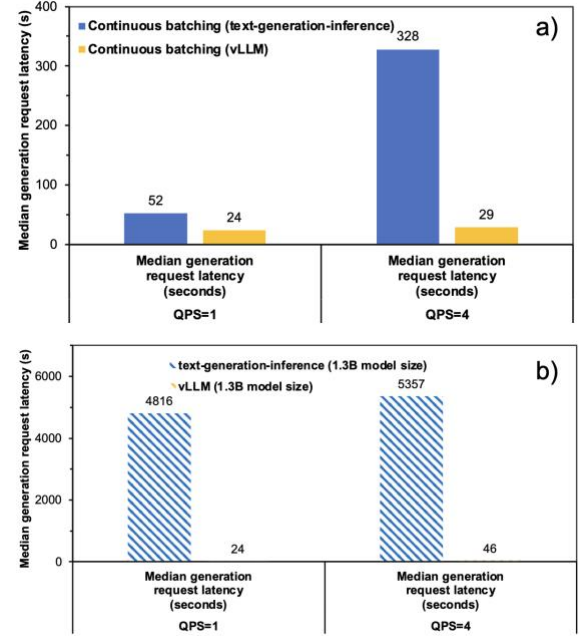 a)
Median generation request latency (s)
400
300
200
100
0
Continuous batching (text-generation-inference)
Continuous batching (vLLM)
52
24
328
29
Median generation
request latency
(seconds)
QPS=1
Median generation
request latency
(seconds)
QPS=4
b)
Median generation request latency (s)
6000
4000
2000
0
text-generation-inference (1.3B model size)
vLLM (1.3B model size)
4816
24
5357
46
Median generation
request latency
(seconds)
QPS=1
Median generation
request latency
(seconds)
QPS=4